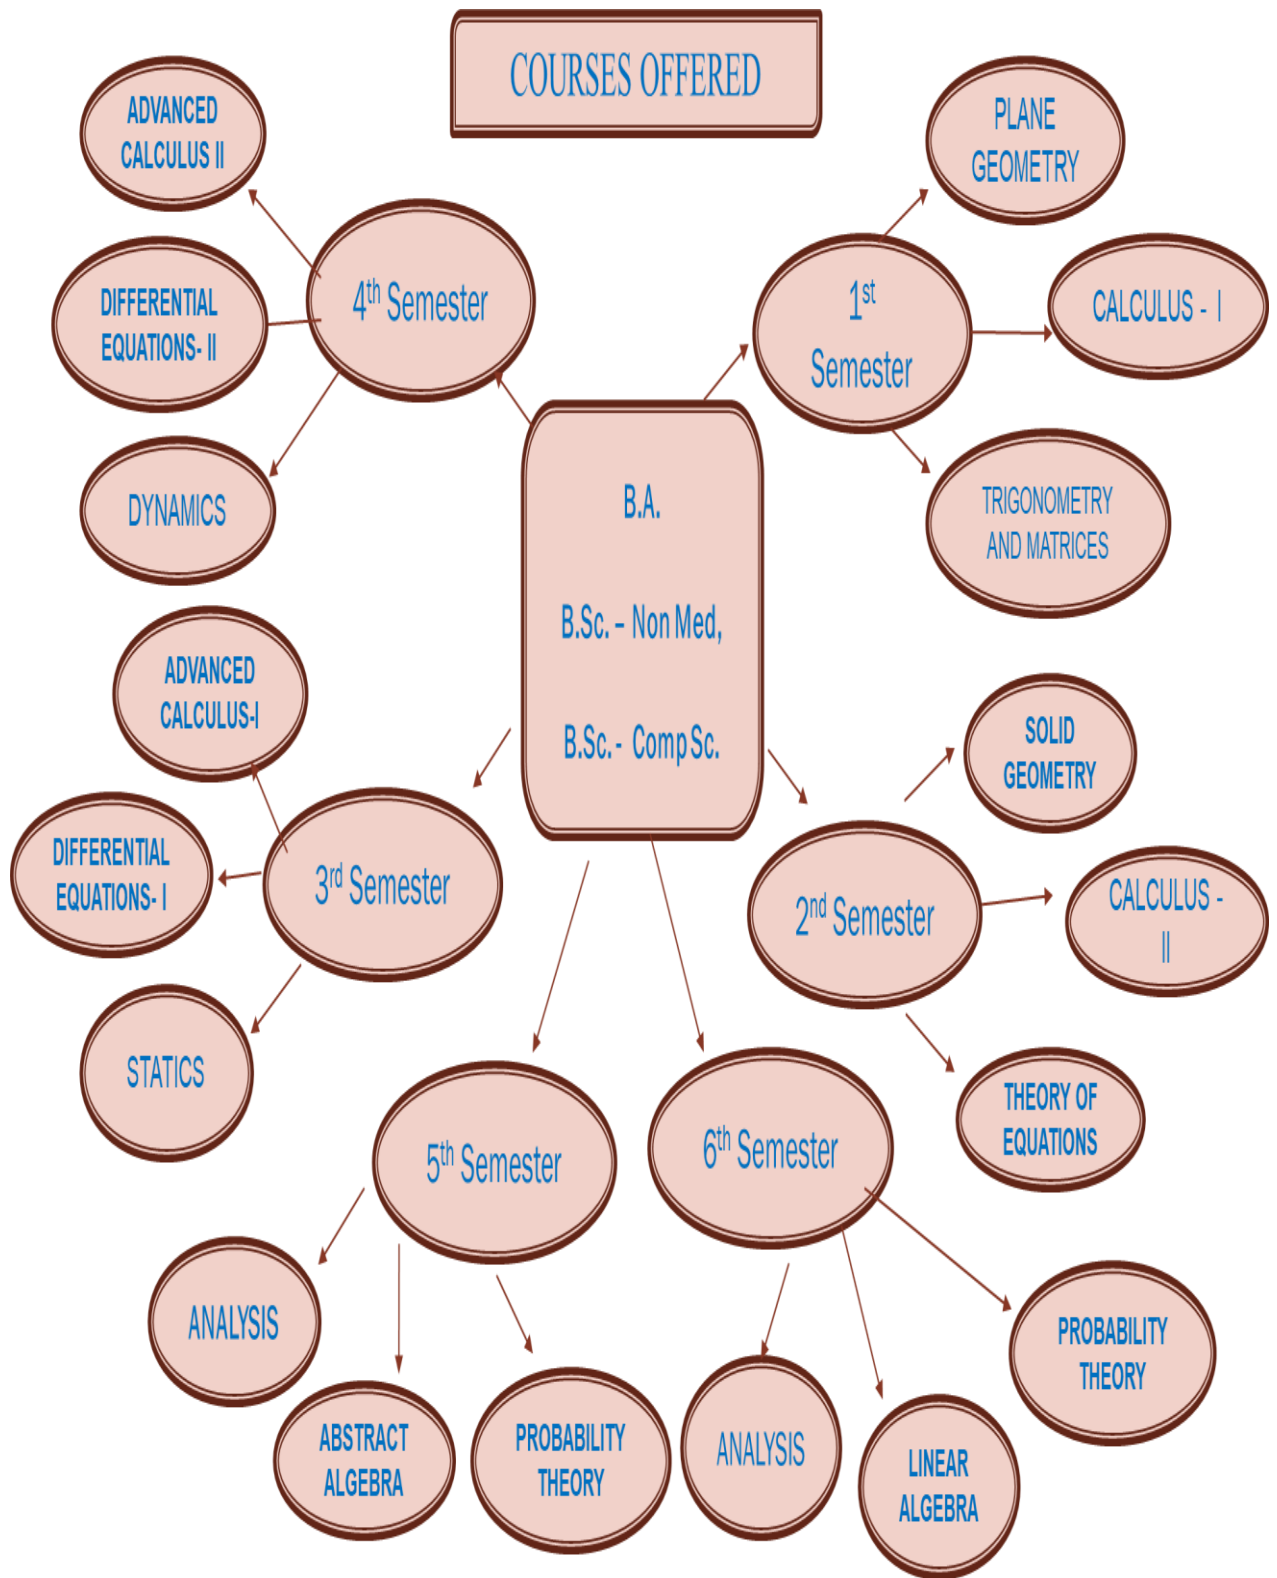 COURSES OFFERED
B.A.
B.Sc. – Non Med,
B.Sc. - Comp Sc.
1st
Semester
PLANE
GEOMETRY
CALCULUS - I
TRIGONOMETRY
AND MATRICES
2nd Semester
SOLID
GEOMETRY
CALCULUS -
II
THEORY OF
EQUATIONS
3rd Semester
ADVANCED
CALCULUS-I
DIFFERENTIAL
EQUATIONS- I
STATICS
4th Semester
ADVANCED
CALCULUS II
DIFFERENTIAL
EQUATIONS- II
DYNAMICS
5th Semester
ANALYSIS
ABSTRACT
ALGEBRA
PROBABILITY
THEORY
6th Semester
ANALYSIS
LINEAR
ALGEBRA
PROBABILITY
THEORY